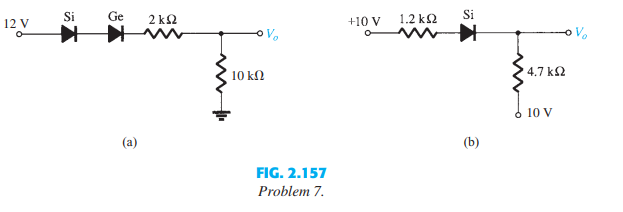 12 V
Si
Ge
2 kΩ
Vo
10 kΩ
(a)
+10 V
1.2 kΩ
Si
Vo
4.7 kΩ
10 V
(b)
FIG. 2.157
Problem 7.